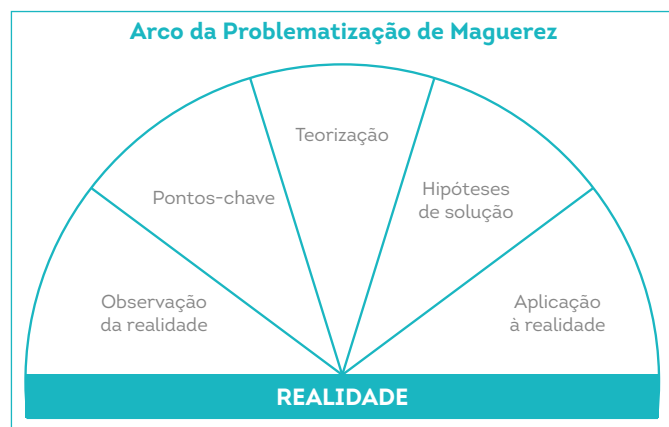 Arco da Problematização de Maguerez
Observação
da realidade
Pontos-chave
Teorização
Hipóteses
de solução
Aplicação
à realidade
REALIDADE